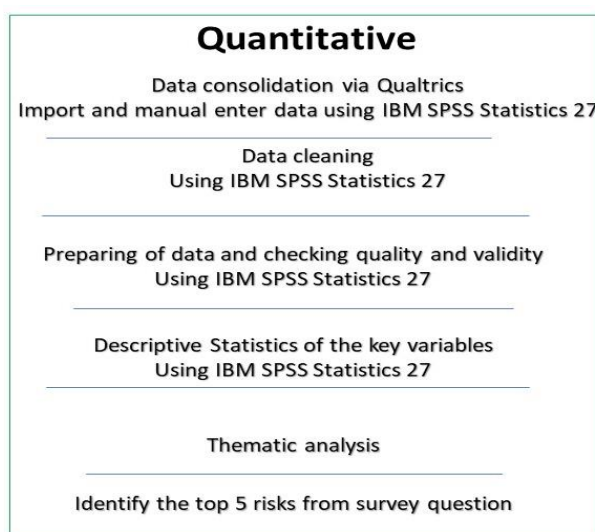 Quantitative
Data consolidation via Qualtrics
Import and manual enter data using IBM SPSS Statistics 27
Data cleaning
Using IBM SPSS Statistics 27
Preparing of data and checking quality and validity
Using IBM SPSS Statistics 27
Descriptive Statistics of the key variables
Using IBM SPSS Statistics 27
Thematic analysis
Identify the top 5 risks from survey question